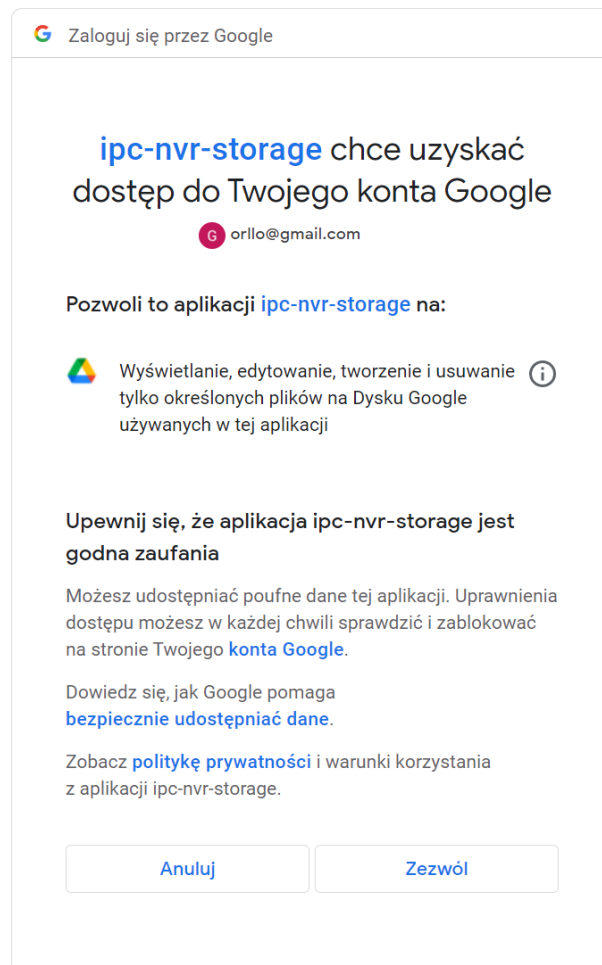 Zaloguj się przez Google
ipc-nvr-storage chce uzyskać
dostęp do Twojego konta Google
G orllo@gmail.com
Pozwoli to aplikacji ipc-nvr-storage na:
Wyświetlanie, edytowanie, tworzenie i usuwanie
tylko określonych plików na Dysku Google
używanych w tej aplikacji
Upewnij się, że aplikacja ipc-nvr-storage jest
godna zaufania
Możesz udostępniać poufne dane tej aplikacji. Uprawnienia
dostępu możesz w każdej chwili sprawdzić i zablokować
na stronie Twojego konta Google.
Dowiedz się, jak Google pomaga
bezpiecznie udostępniać dane.
Zobacz politykę prywatności i warunki korzystania
z aplikacji ipc-nvr-storage.
Anuluj
Zezwól